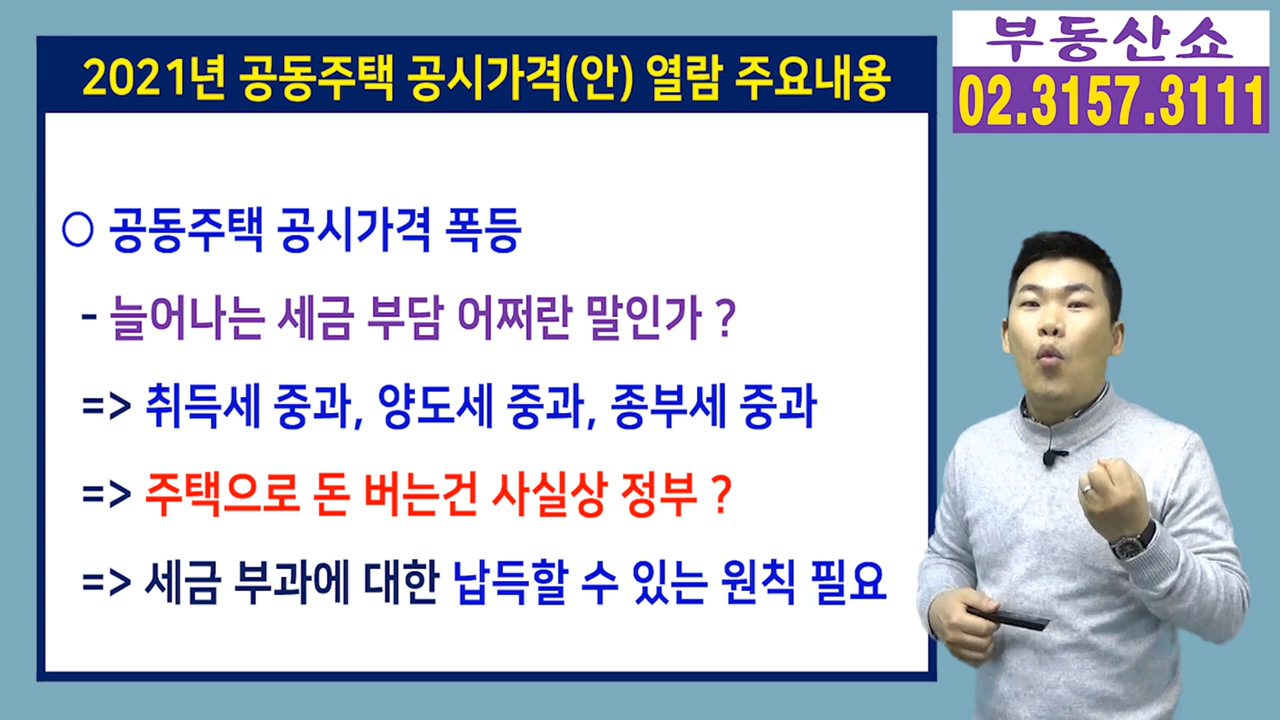 2021년 공동주택 공시가격(안) 열람 주요내용
부동산쇼
02.3157.3111
○ 공동주택 공시가격 폭등
- 늘어나는 세금 부담 어쩌란 말인가 ?
=> 취득세 중과, 양도세 중과, 종부세 중과
=> 주택으로 돈 버는건 사실상 정부 ?
=> 세금 부과에 대한 납득할 수 있는 원칙 필요